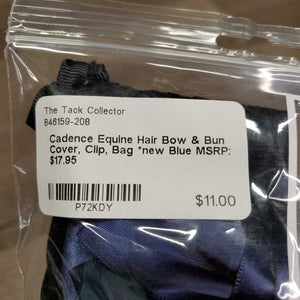 The Tack Collector
846159-208
Cadence Equine Hair Bow & Bun
Cover, Clip, Bag *new Blue MSRP:
$17.95
P72KDY
$11.00